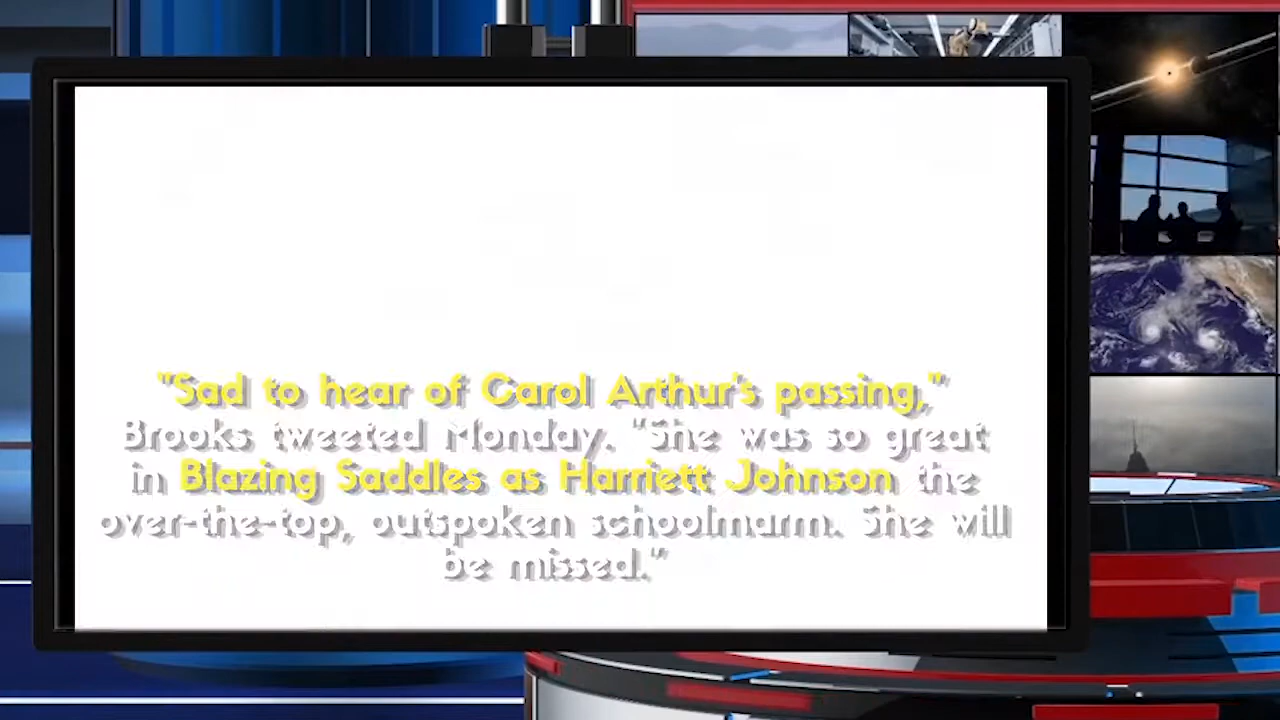 "Sad to hear of Carol Arthur's passing,"
Brooks tweeted Monday. "She was so great
in Blazing Saddles as Harriett Johnson the
over-the-top, outspoken schoolmarm. She will
be missed."